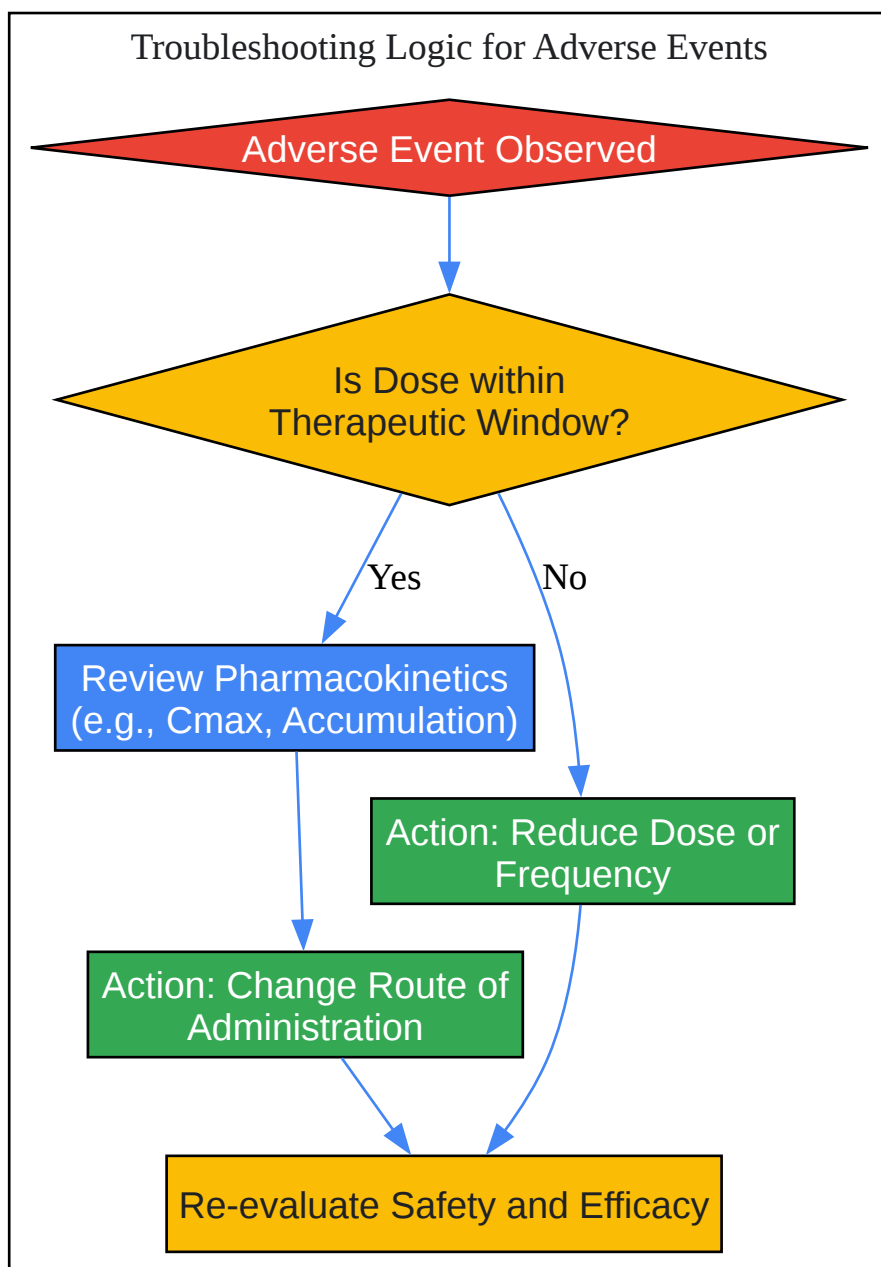 Troubleshooting Logic for Adverse Events
Adverse Event Observed
Is Dose within
Therapeutic Window?
Yes
No
Review Pharmacokinetics
(e.g., Cmax, Accumulation)
Action: Reduce Dose or
Frequency
Action: Change Route of
Administration
Re-evaluate Safety and Efficacy